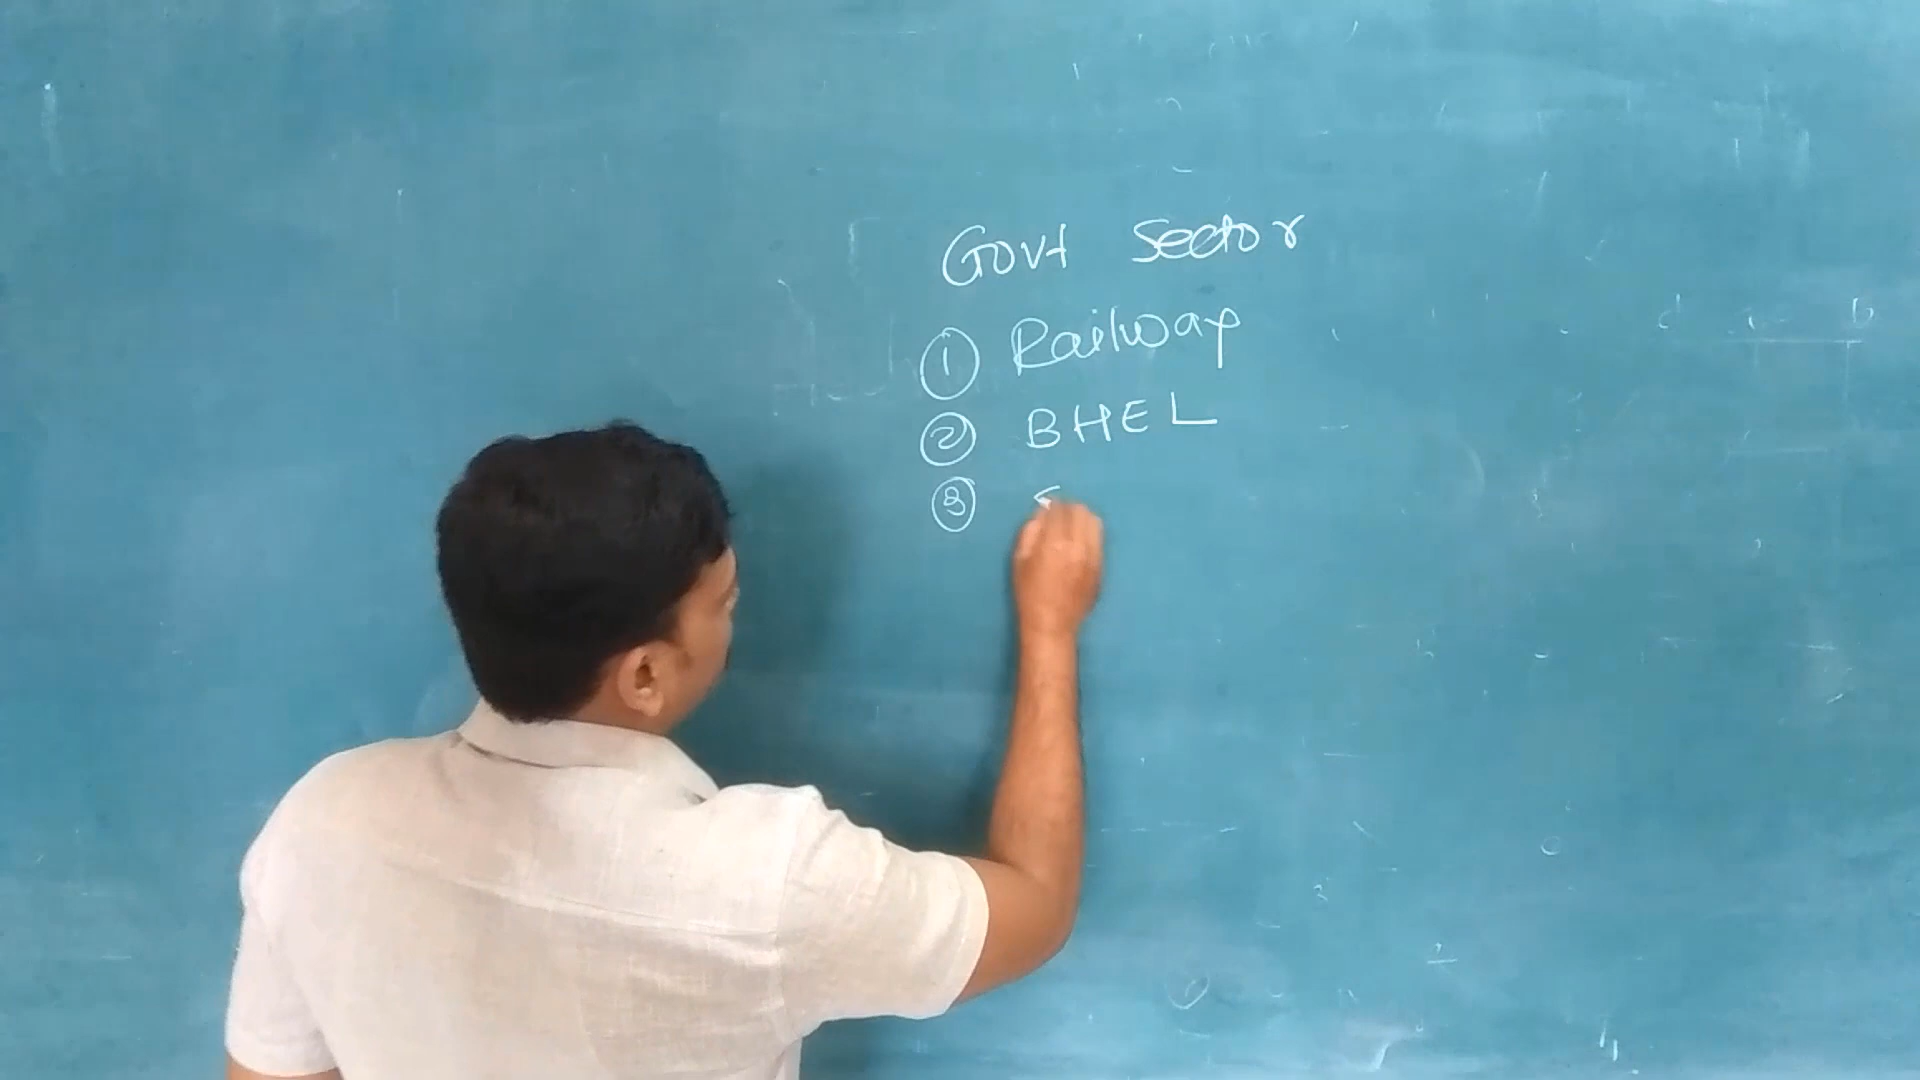 Govt Sector
① Railway
② BHEL
③